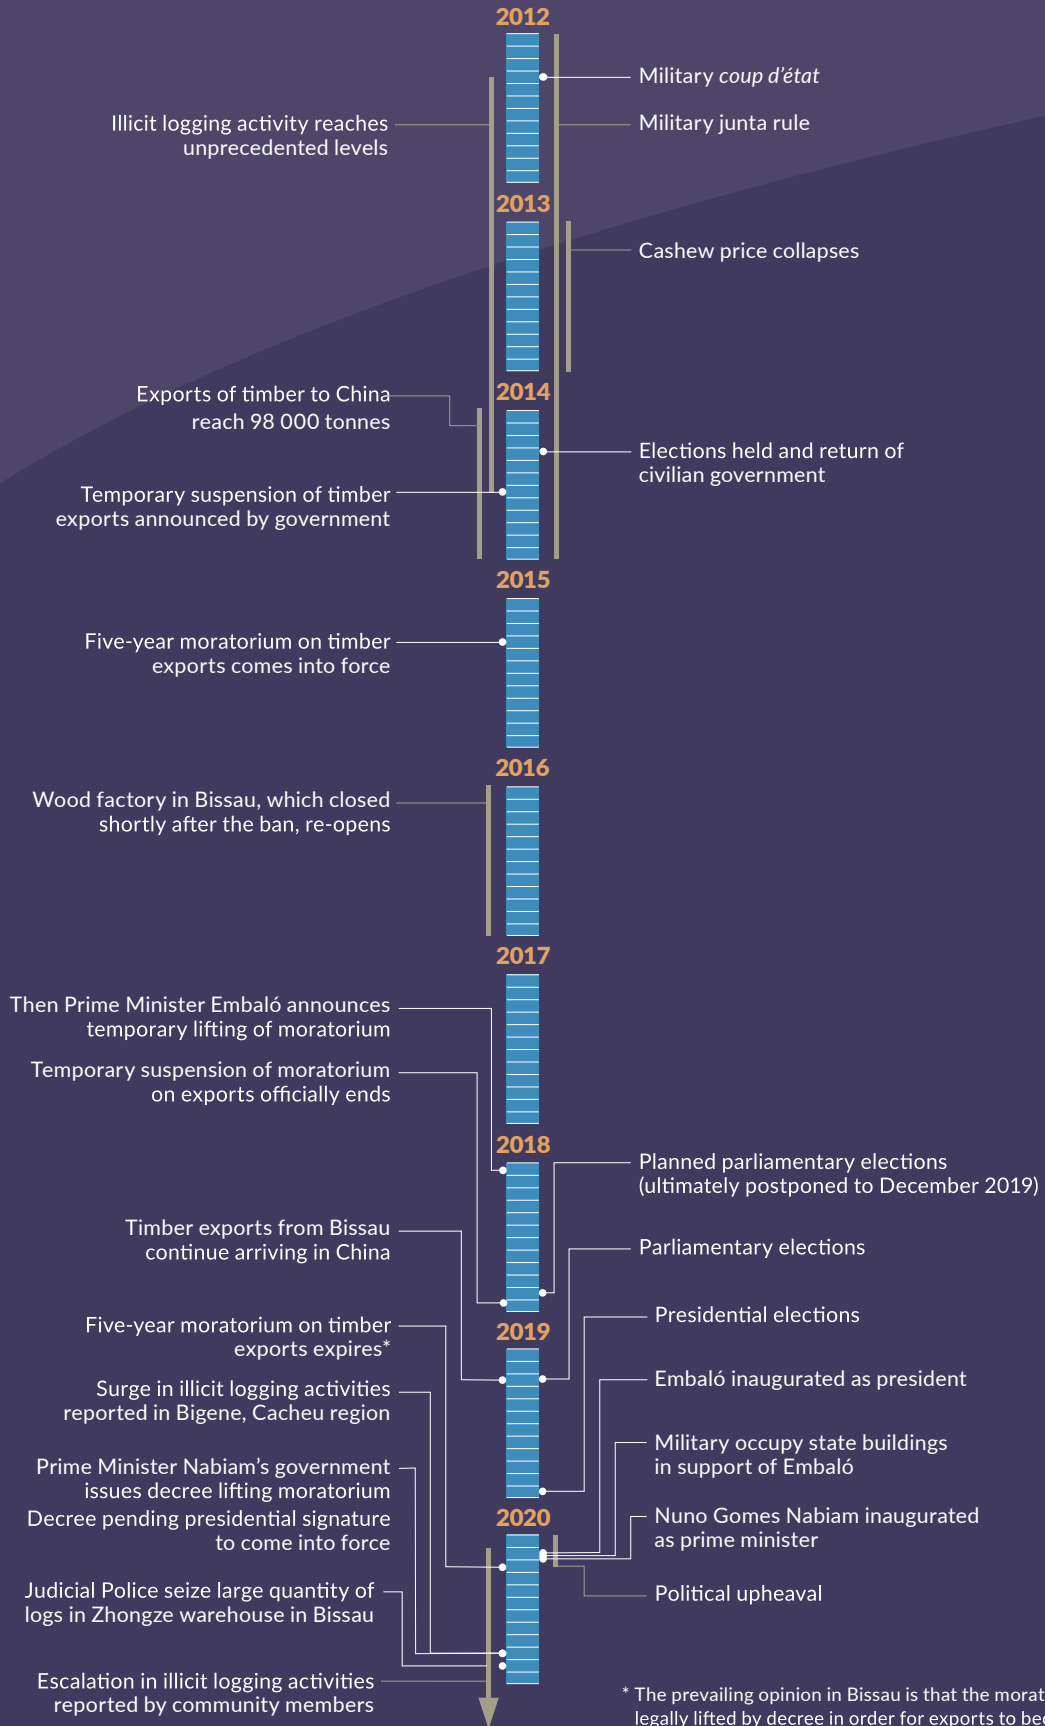 2012
Military coup d’état
Illicit logging activity reaches
unprecedented levels
Military junta rule
2013
Cashew price collapses
2014
Exports of timber to China
reach 98 000 tonnes
Elections held and return of
civilian government
Temporary suspension of timber
exports announced by government
2015
Five-year moratorium on timber
exports comes into force
2016
Wood factory in Bissau, which closed
shortly after the ban, re-opens
2017
Then Prime Minister Embaló announces
temporary lifting of moratorium
Temporary suspension of moratorium
on exports officially ends
2018
Planned parliamentary elections
(ultimately postponed to December 2019)
Timber exports from Bissau
continue arriving in China
Parliamentary elections
Five-year moratorium on timber
exports expires*
Presidential elections
2019
Surge in illicit logging activities
reported in Bigene, Cacheu region
Embaló inaugurated as president
Military occupy state buildings
in support of Embaló
Prime Minister Nabiam’s government
issues decree lifting moratorium
Decree pending presidential signature
to come into force
2020
Nuno Gomes Nabiam inaugurated
as prime minister
Judicial Police seize large quantity of
logs in Zhongze warehouse in Bissau
Political upheaval
Escalation in illicit logging activities
reported by community members
* The prevailing opinion in Bissau is that the
legally lifted by decree in order for exports to